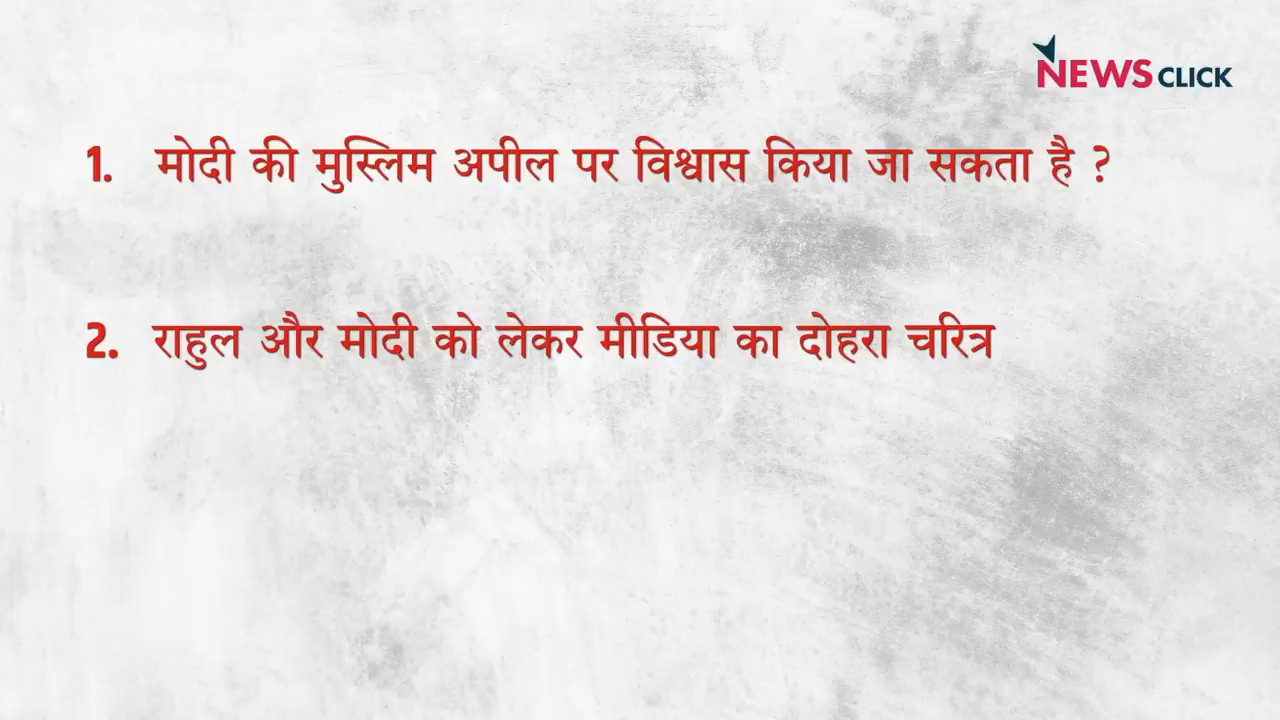 NEWS CLICK
1. मोदी की मुस्लिम अपील पर विश्वास किया जा सकता है ?
2. राहुल और मोदी को लेकर मीडिया का दोहरा चरित्र